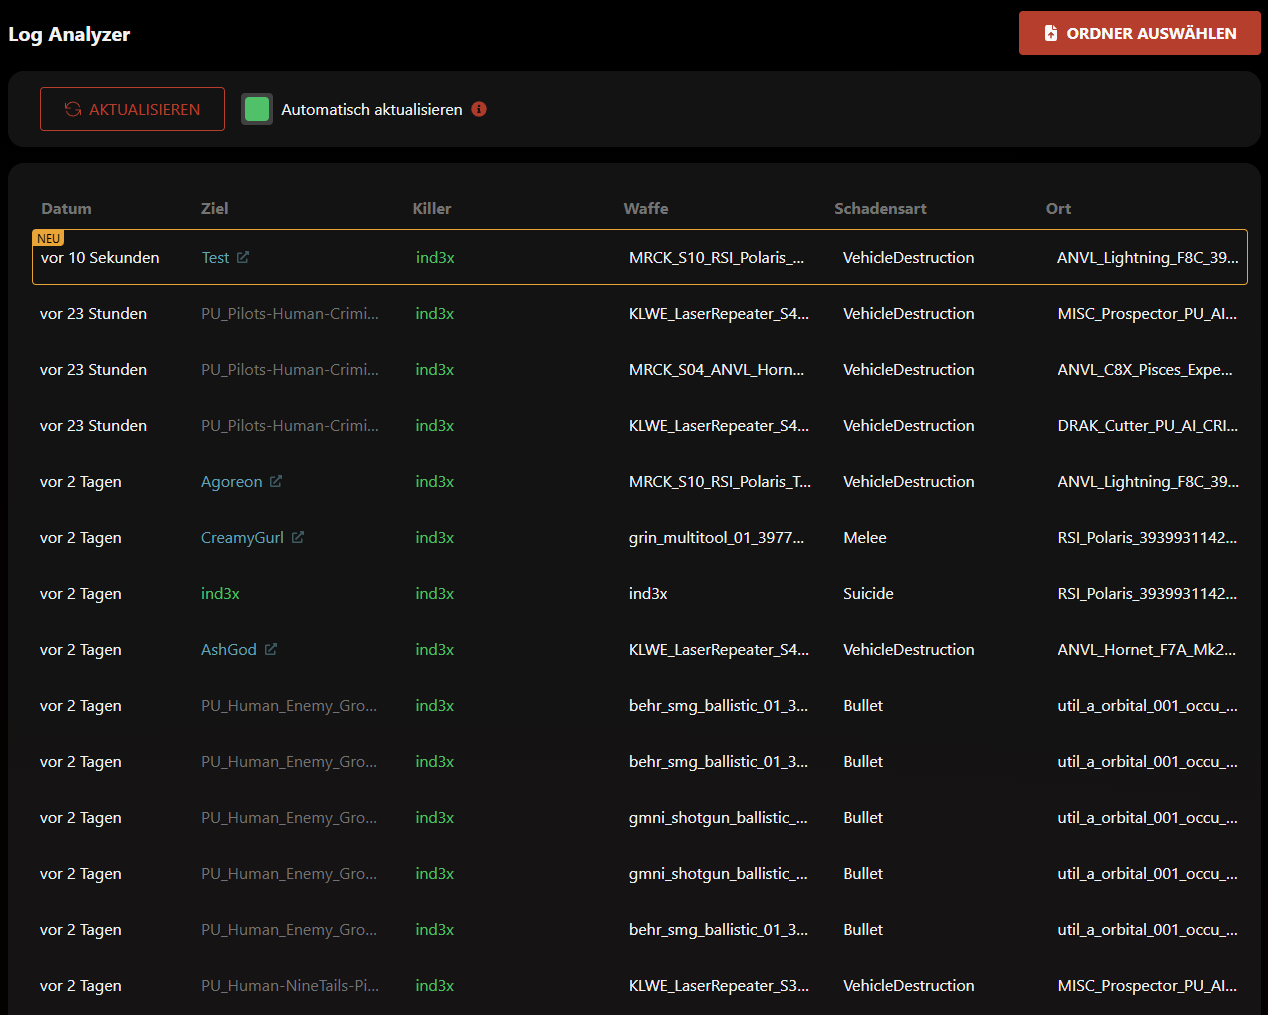 Log Analyzer
ORDNER AUSWÄHLEN
AKTUALISIEREN Automatisch aktualisieren
Datum Ziel Killer Waffe Schadensart Ort
NEU
vor 10 Sekunden Test ind3x MRCK_S10_RSI_Polaris_... VehicleDestruction ANVL_Lightning_F8C_39...
vor 23 Stunden PU_Pilots-Human-Crimi... ind3x KLWE_LaserRepeater_S4... VehicleDestruction MISC_Prospector_PU_AI...
vor 23 Stunden PU_Pilots-Human-Crimi... ind3x MRCK_S04_ANVL_Horn... VehicleDestruction ANVL_C8X_Pisces_Expe...
vor 23 Stunden PU_Pilots-Human-Crimi... ind3x KLWE_LaserRepeater_S4... VehicleDestruction DRAK_Cutter_PU_AI_CRI...
vor 2 Tagen Agoreon ind3x MRCK_S10_RSI_Polaris_T... VehicleDestruction ANVL_Lightning_F8C_39...
vor 2 Tagen CreamyGurl ind3x grin_multitool_01_3977... Melee RSI_Polaris_3939931142...
vor 2 Tagen ind3x ind3x ind3x Suicide RSI_Polaris_3939931142...
vor 2 Tagen AshGod ind3x KLWE_LaserRepeater_S4... VehicleDestruction ANVL_Hornet_F7A_Mk2...
vor 2 Tagen PU_Human_Enemy_Gro... ind3x behr_smg_ballistic_01_3... Bullet util_a_orbital_001_occu_...
vor 2 Tagen PU_Human_Enemy_Gro... ind3x behr_smg_ballistic_01_3... Bullet util_a_orbital_001_occu_...
vor 2 Tagen PU_Human_Enemy_Gro... ind3x gmni_shotgun_ballistic_... Bullet util_a_orbital_001_occu_...
vor 2 Tagen PU_Human_Enemy_Gro... ind3x gmni_shotgun_ballistic_... Bullet util_a_orbital_001_occu_...
vor 2 Tagen PU_Human_Enemy_Gro... ind3x behr_smg_ballistic_01_3... Bullet util_a_orbital_001_occu_...
vor 2 Tagen PU_Human-NineTails-Pi... ind3x KLWE_LaserRepeater_S3... VehicleDestruction MISC_Prospector_PU_AI...